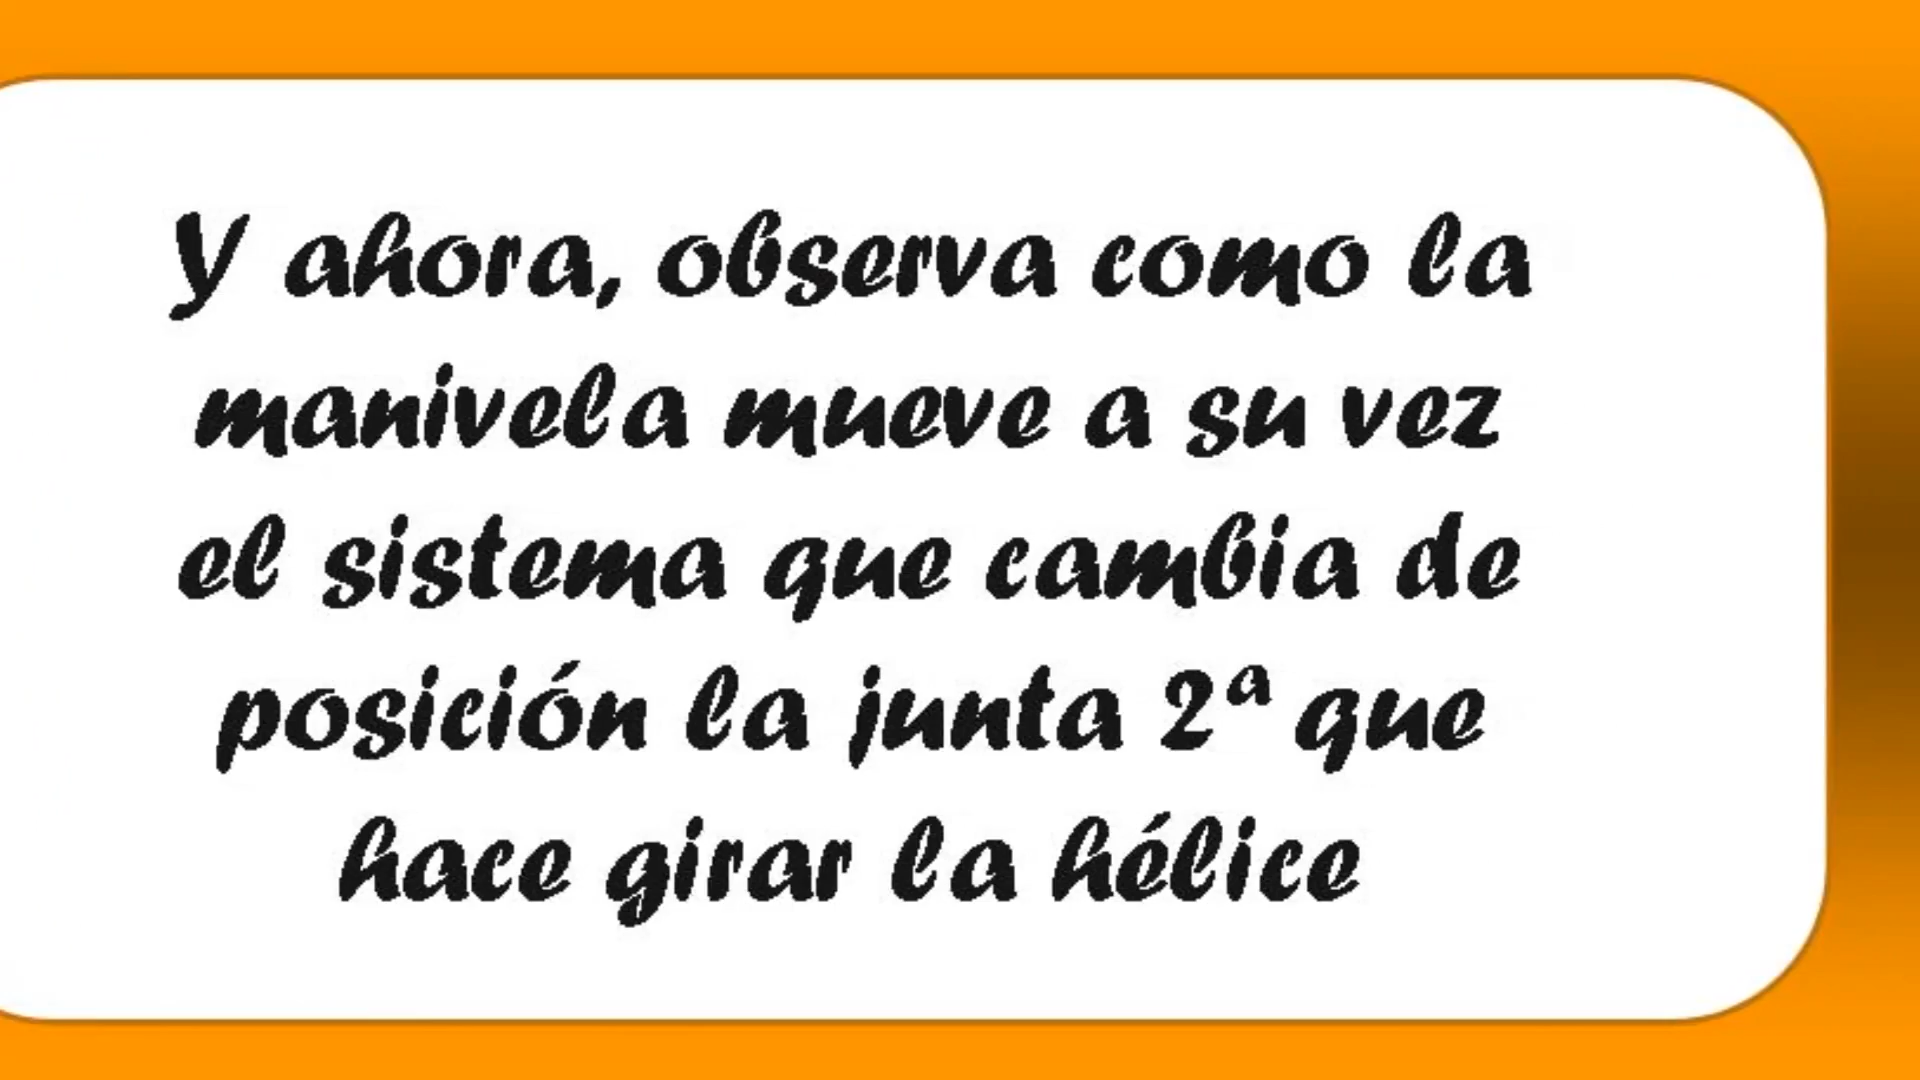 Y ahora, observa como la
manivela mueve a su vez
el sistema que cambia de
posición la junta 2ª que
hace girar la hélice